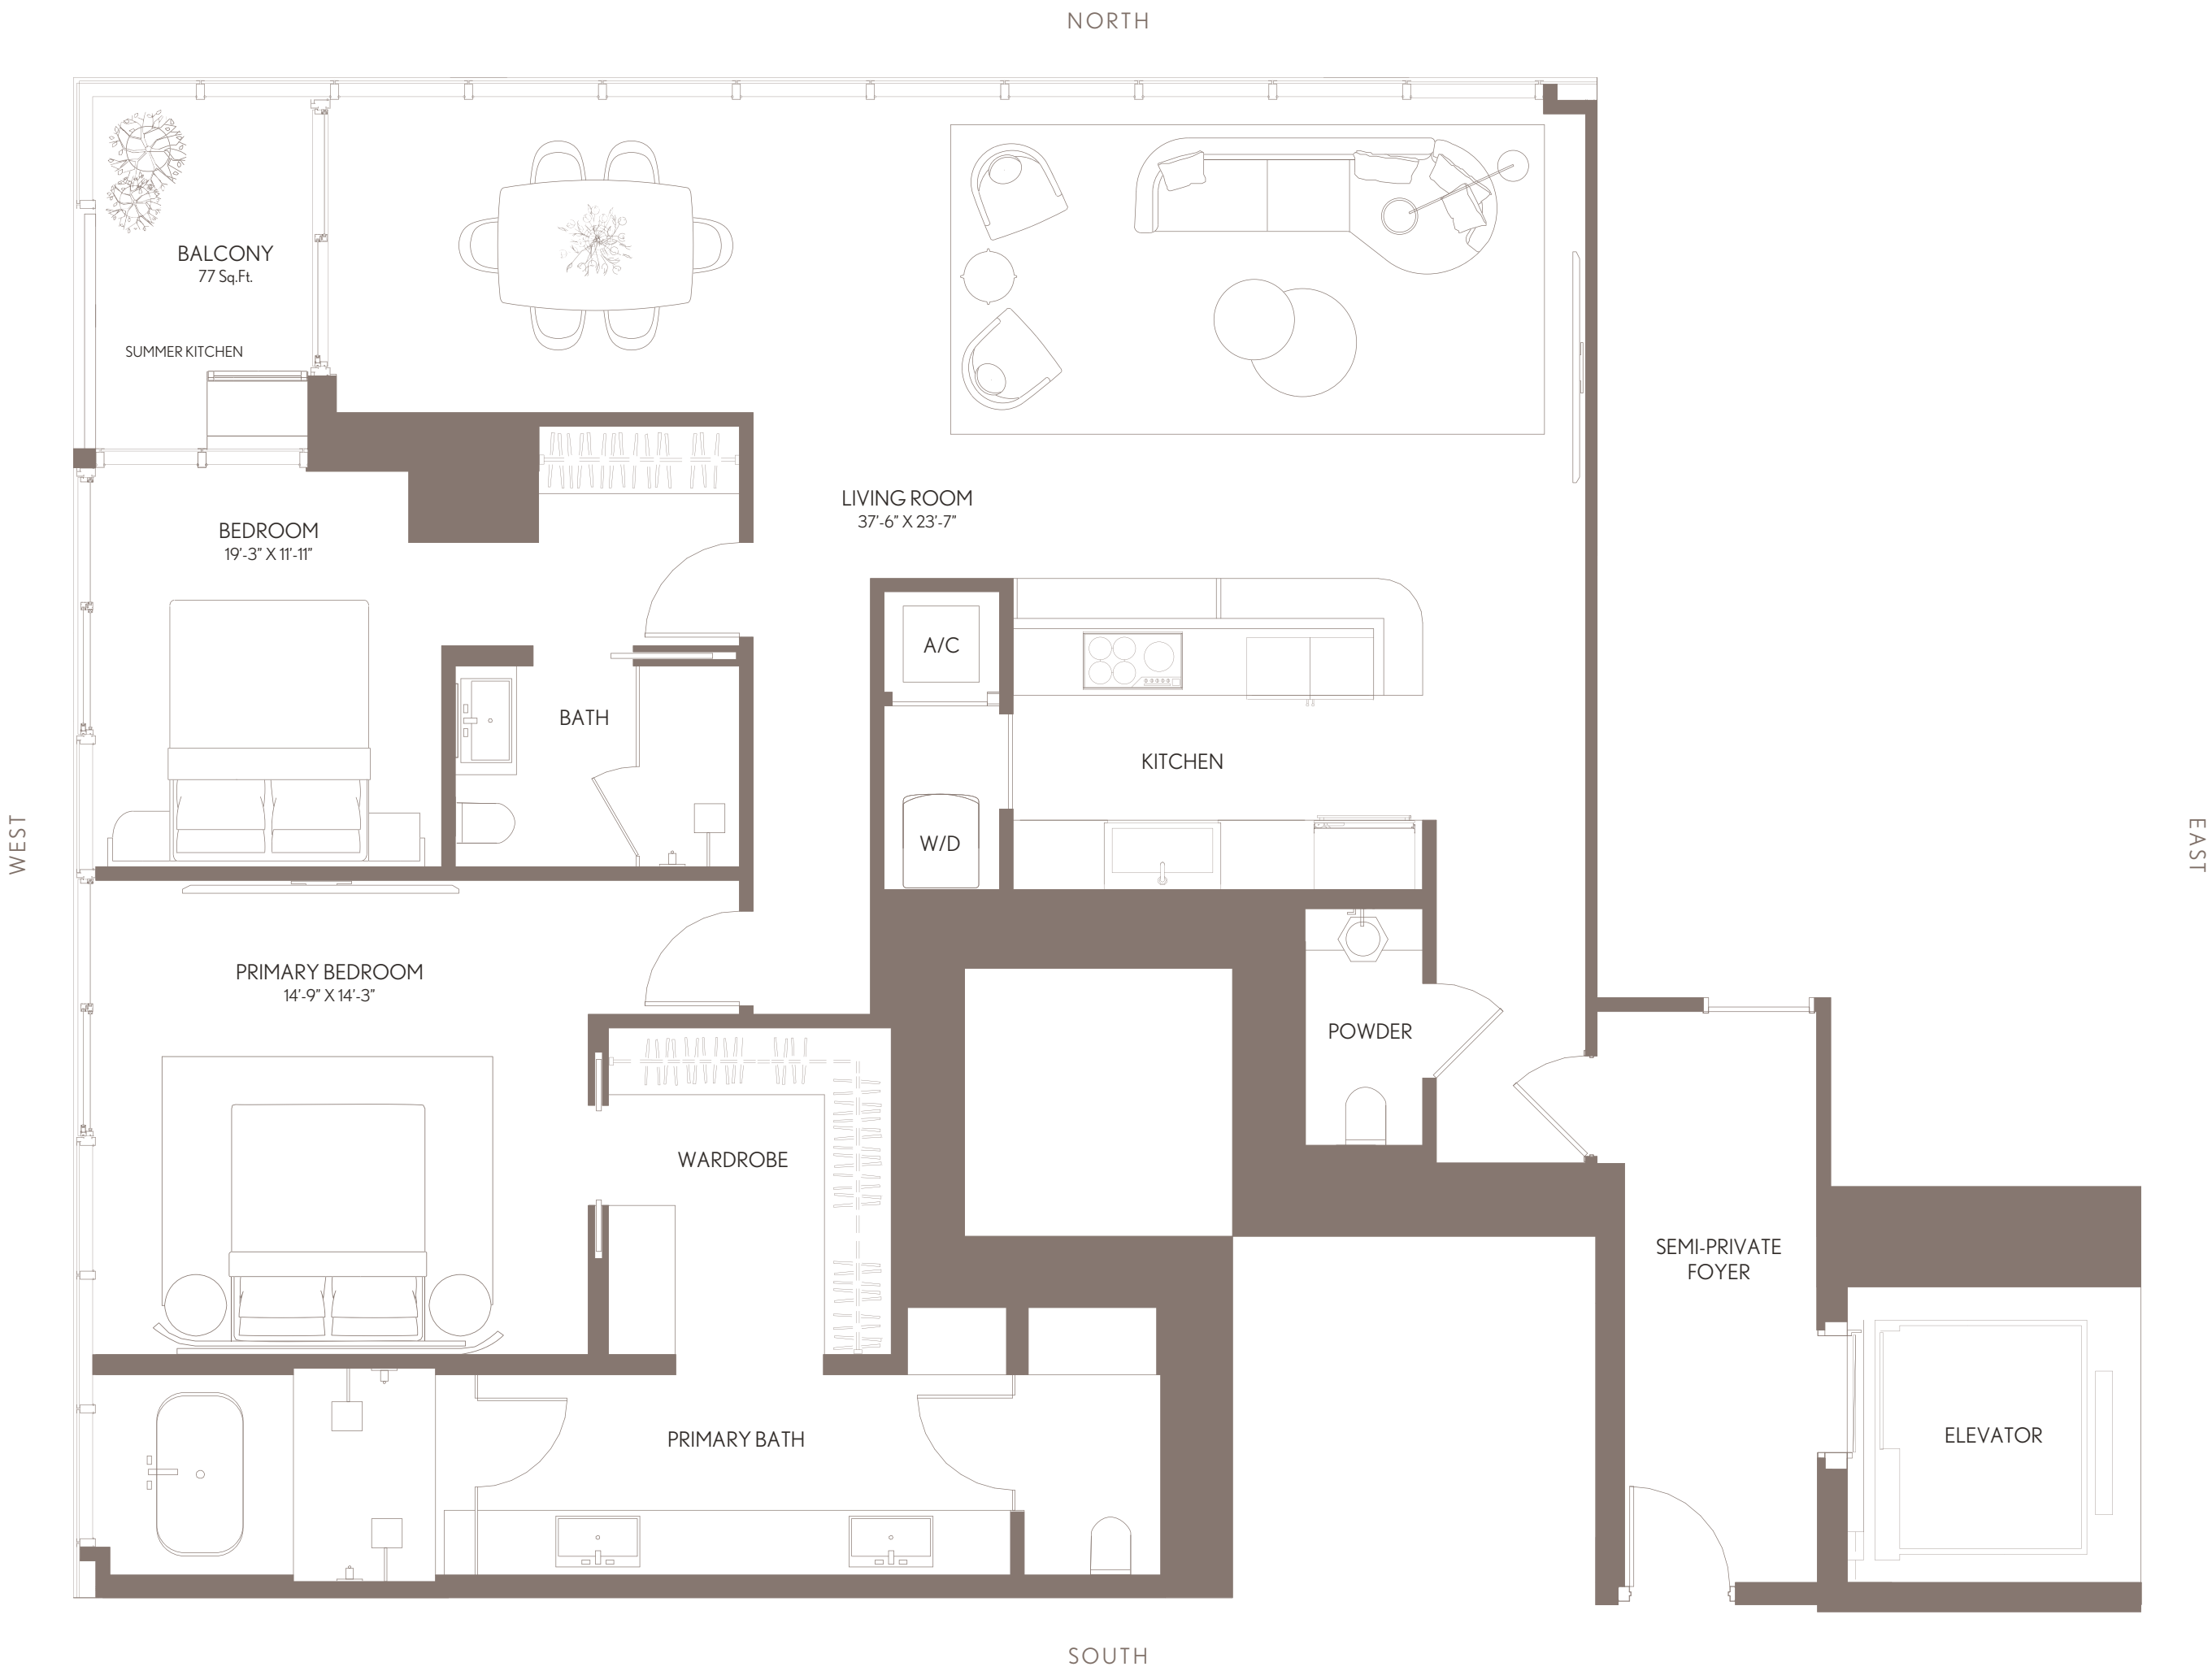 NORTH
BALCONY
77 Sq.Ft.
SUMMER KITCHEN
LIVING ROOM
37'-6" X 23'-7"
BEDROOM
19'-3" X 11'-11"
A/C
BATH
KITCHEN
WEST
W/D
EAST
PRIMARY BEDROOM
14'-9" X 14'-3"
POWDER
WARDROBE
SEMI-PRIVATE
FOYER
PRIMARY BATH
ELEVATOR
SOUTH